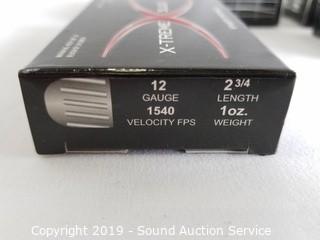 X-TREME
12
GAUGE
1540
VELOCITY FPS
2 3/4
LENGTH
1oz.
WEIGHT
Copyright 2019 - Sound Auction Service